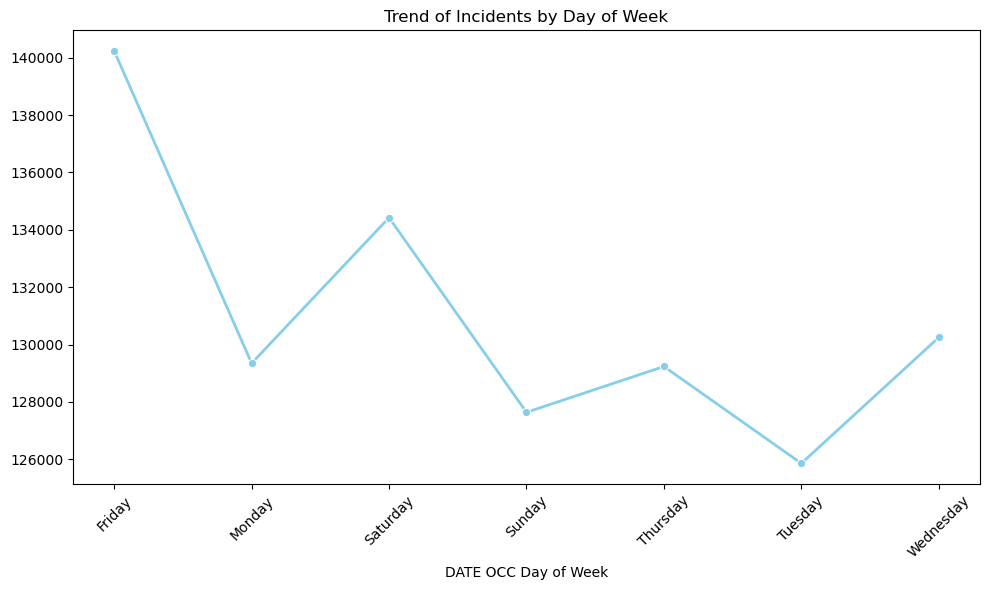 Trend of Incidents by Day of Week
140000
138000
136000
134000
132000
130000
128000
126000
Friday
Monday
Saturday
Sunday
Thursday
Tuesday
Wednesday
DATE OCC Day of Week